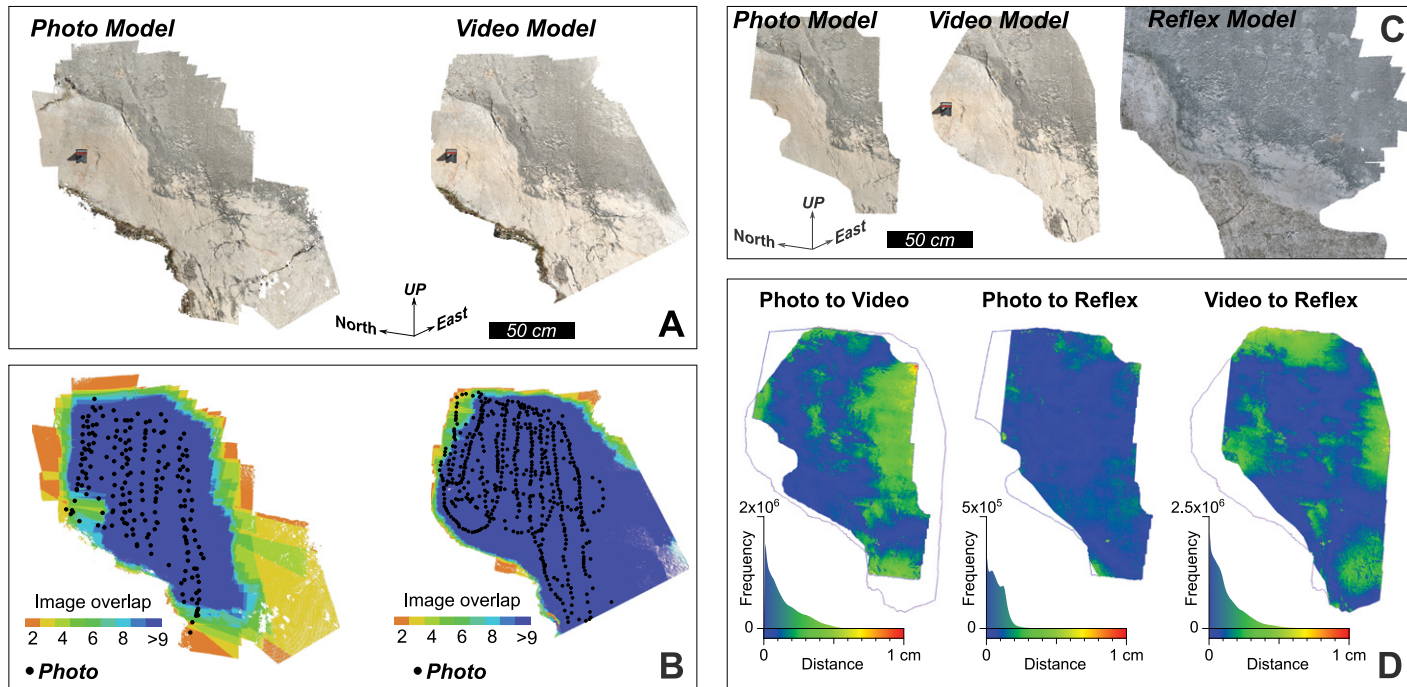 Photo Model
Video Model
UP
North
East
50 cm
A
Image overlap
2 4 6 8 >9
Photo
Image overlap
2 4 6 8 >9
Photo
B
Photo Model
Video Model
Reflex Model
C
UP
North
East
50 cm
Photo to Video
Photo to Reflex
Video to Reflex
2x10⁶
Frequency
0
0
1 cm
Distance
5x10⁵
Frequency
0
0
1 cm
Distance
2.5x10⁶
Frequency
0
0
1 cm
Distance
D